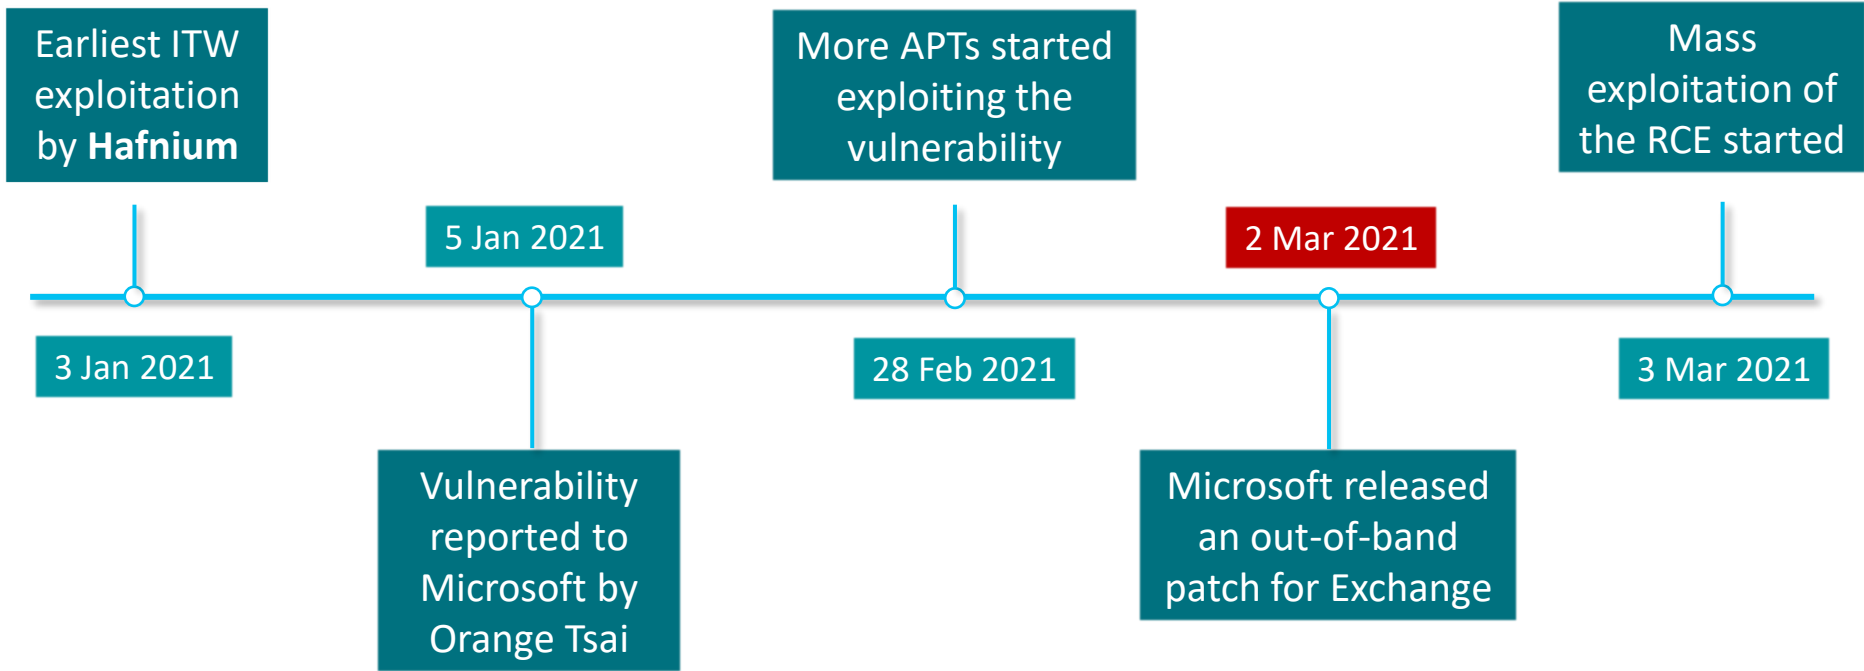 Earliest ITW
exploitation
by Hafnium
3 Jan 2021
5 Jan 2021
Vulnerability
reported to
Microsoft by
Orange Tsai
More APTs started
exploiting the
vulnerability
28 Feb 2021
2 Mar 2021
Microsoft released
an out-of-band
patch for Exchange
Mass
exploitation of
the RCE started
3 Mar 2021